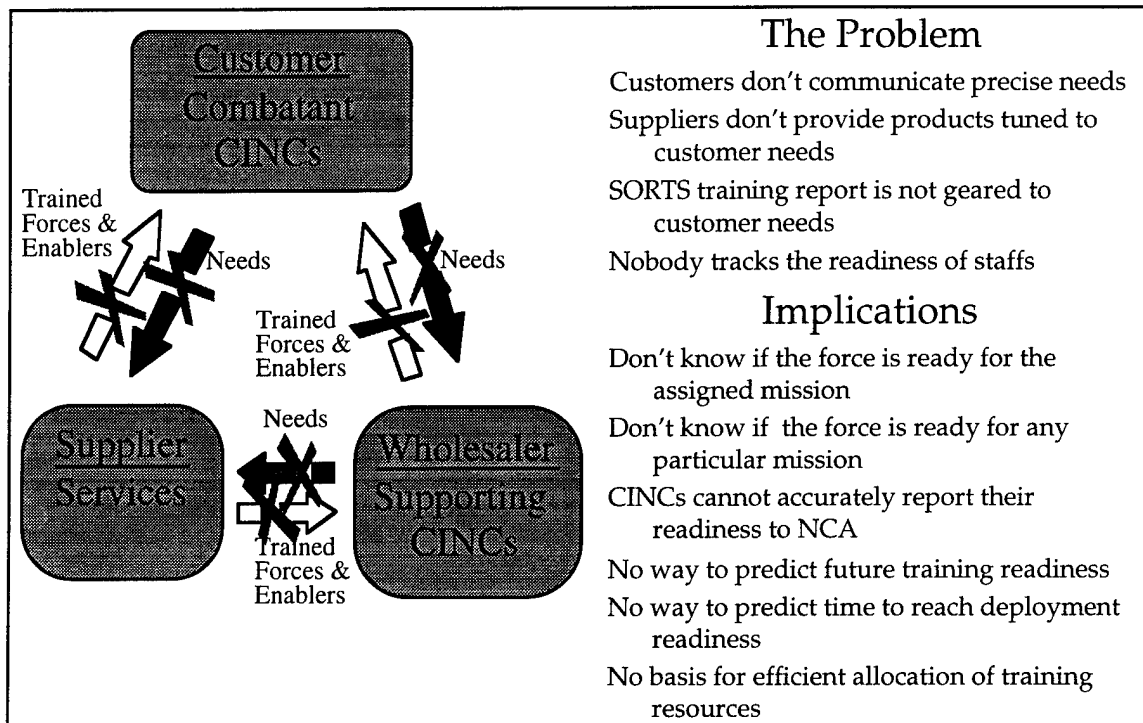 Customer
Combatant
CINCs
Trained
Forces &
Enablers
Needs
Needs
Trained
Forces &
Enablers
Supplier
Services
Needs
Trained
Forces &
Enablers
Wholesaler
Supporting
CINCs
The Problem
Customers don't communicate precise needs
Suppliers don't provide products tuned to
customer needs
SORTS training report is not geared to
customer needs
Nobody tracks the readiness of staffs
Implications
Don't know if the force is ready for the
assigned mission
Don't know if the force is ready for any
particular mission
CINCs cannot accurately report their
readiness to NCA
No way to predict future training readiness
No way to predict time to reach deployment
readiness
No basis for efficient allocation of training
resources